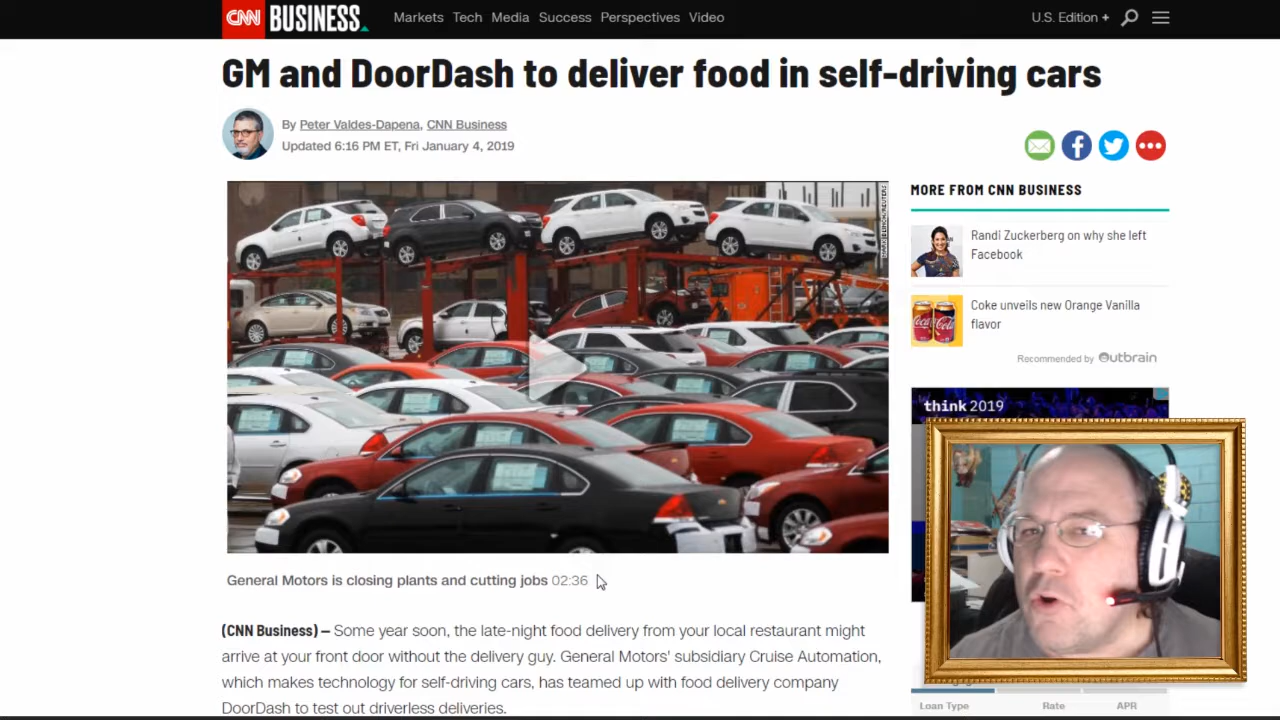 CNN BUSINESS
Markets Tech Media Success Perspectives Video
U.S. Edition +
GM and DoorDash to deliver food in self-driving cars
By Peter Valdes-Dapena, CNN Business
Updated 6:16 PM ET, Fri January 4, 2019
General Motors is closing plants and cutting jobs 02:36
(CNN Business) — Some year soon, the late-night food delivery from your local restaurant might
arrive at your front door without the delivery guy. General Motors' subsidiary Cruise Automation,
which makes technology for self-driving cars, has teamed up with food delivery company
DoorDash to test out driverless deliveries.
MORE FROM CNN BUSINESS
Randi Zuckerberg on why she left
Facebook
Coke unveils new Orange Vanilla
flavor
Recommended by Outbrain
think 2019
Loan Type Rate APR